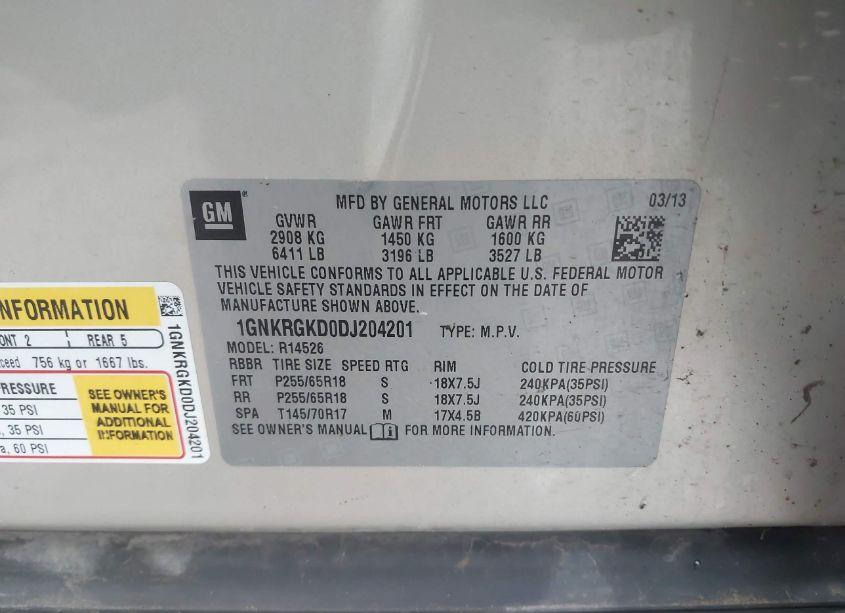 GM
MFD BY GENERAL MOTORS LLC 03/13
GVWR GAWR FRT GAWR RR
2908 KG 1450 KG 1600 KG
6411 LB 3196 LB 3527 LB
THIS VEHICLE CONFORMS TO ALL APPLICABLE U.S. FEDERAL MOTOR
VEHICLE SAFETY STANDARDS IN EFFECT ON THE DATE OF
MANUFACTURE SHOWN ABOVE.
1GNKRGKD0DJ204201 TYPE: M.P.V.
MODEL: R14526
RBBR TIRE SIZE SPEED RTG RIM COLD TIRE PRESSURE
FRT P255/65R18 S 18X7.5J 240KPA(35PSI)
RR P255/65R18 S 18X7.5J 240KPA(35PSI)
SPA T145/70R17 M 17X4.5B 420KPA(60PSI)
SEE OWNER'S MANUAL FOR MORE INFORMATION.
NFORMATION
ONT 2 REAR 5
ceed 756 kg or 1667 lbs.
PRESSURE
35 PSI
, 35 PSI
a, 60 PSI
SEE OWNER'S
MANUAL FOR
ADDITIONAL
INFORMATION
1GNKRGKD0DJ204201